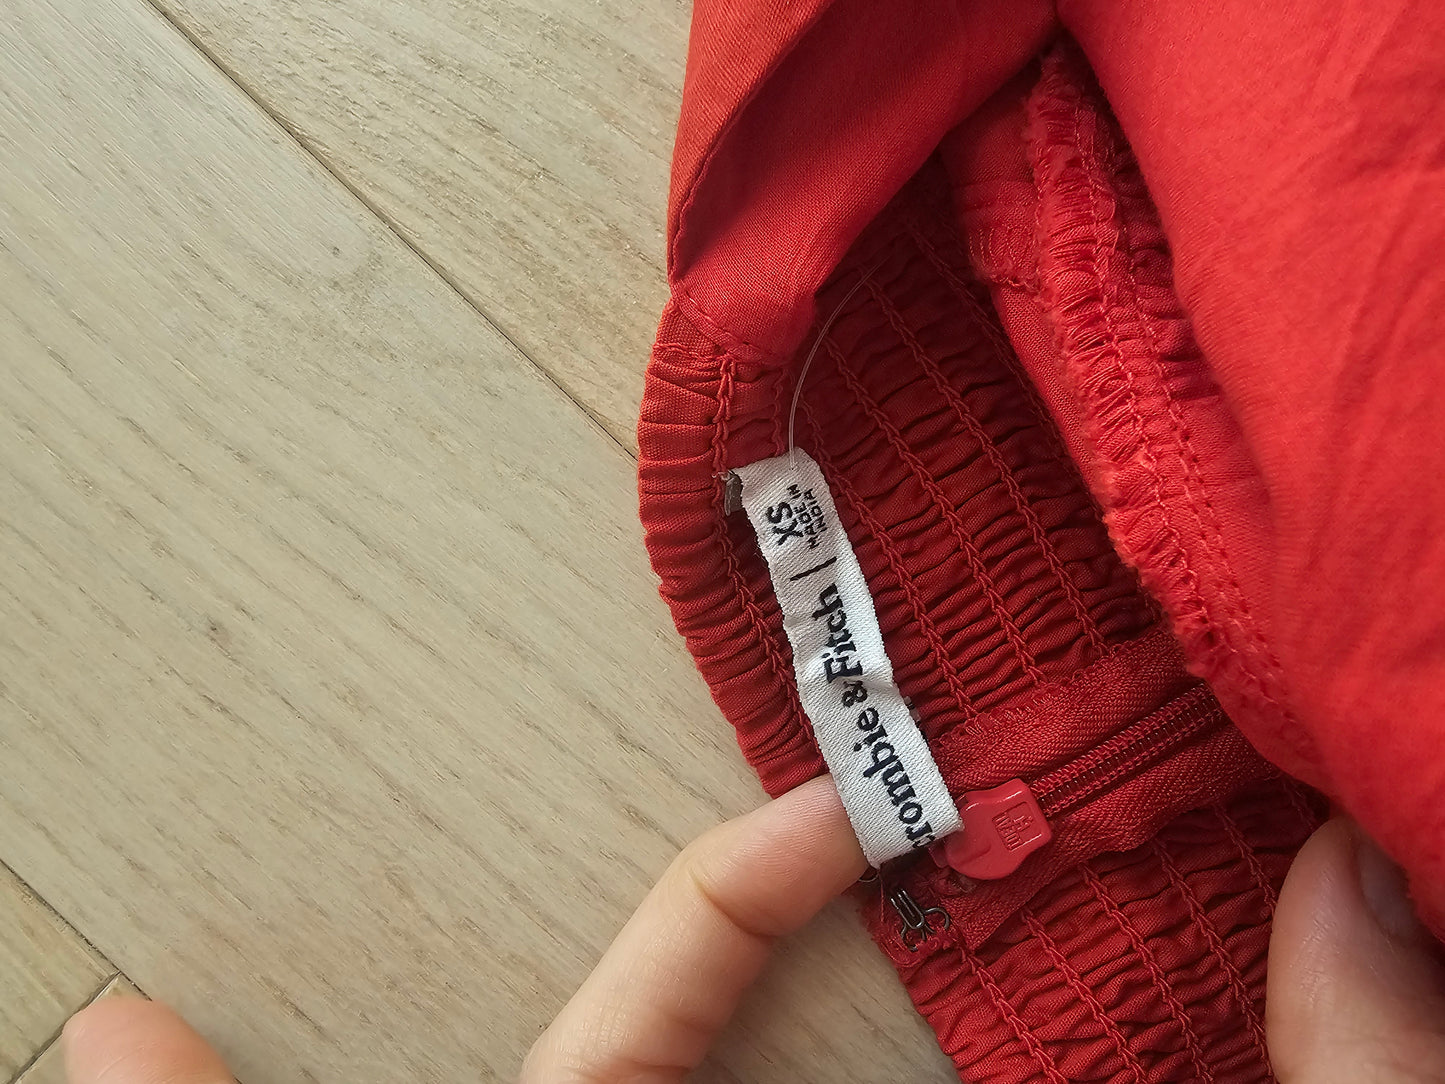 crombie & Fitch | XS
MADE IN
INDIA